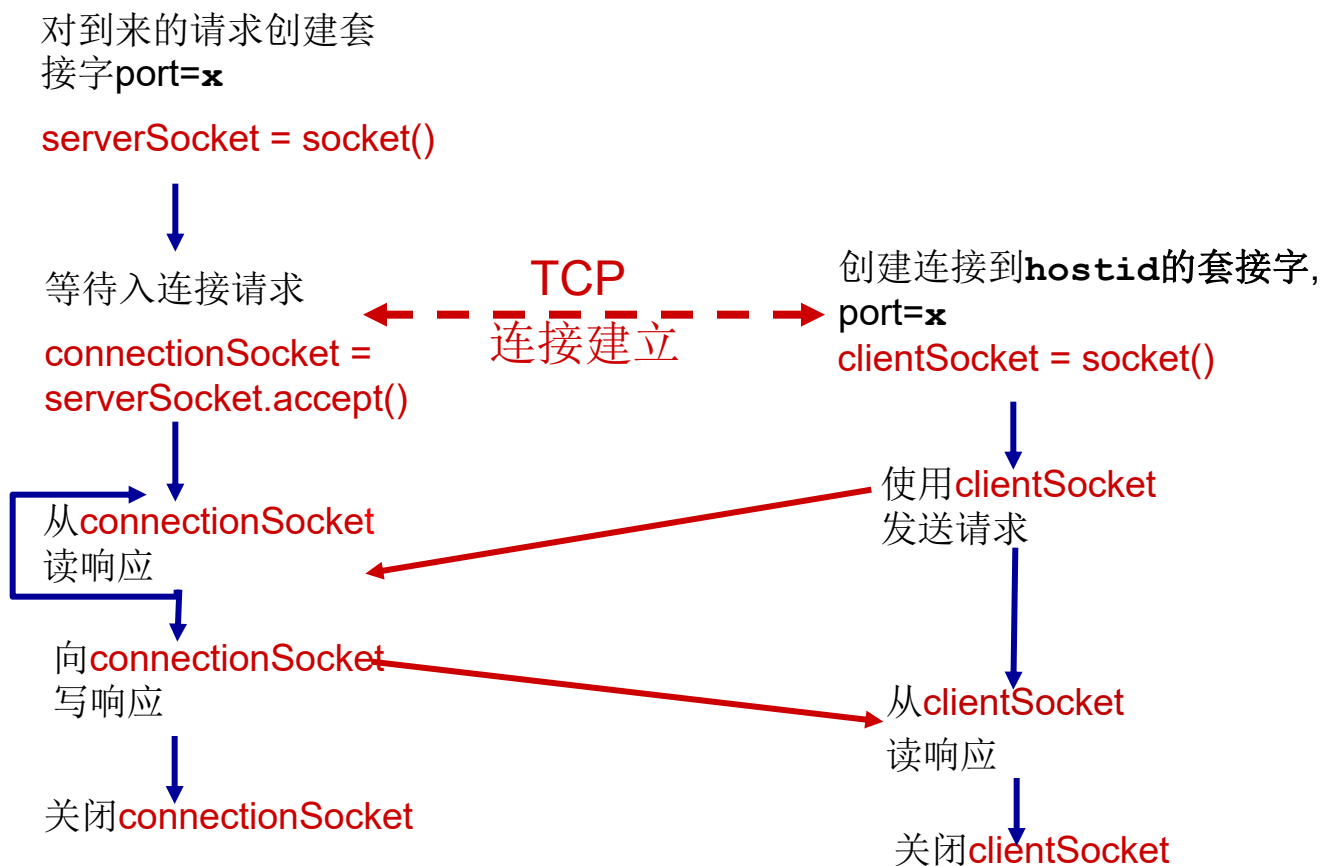 对到来的请求创建套
接字port=x
serverSocket = socket()
等待入连接请求
connectionSocket =
serverSocket.accept()
TCP
连接建立
创建连接到hostid的套接字,
port=x
clientSocket = socket()
从connectionSocket
读响应
使用clientSocket
发送请求
向connectionSocket
写响应
从clientSocket
读响应
关闭connectionSocket
关闭clientSocket